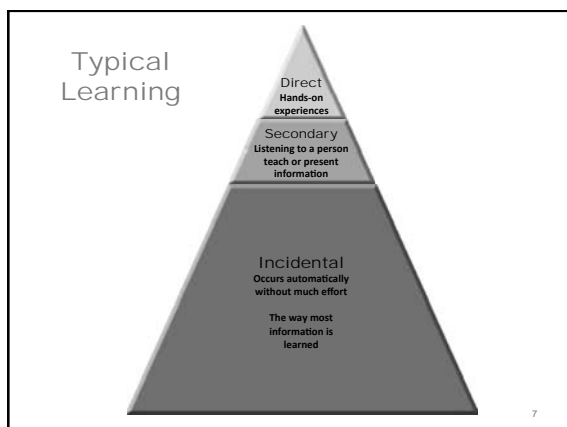 Typical
Learning
Direct
Hands-on
experiences
Secondary
Listening to a person
teach or present
information
Incidental
Occurs automatically
without much effort
The way most
information is
learned
7